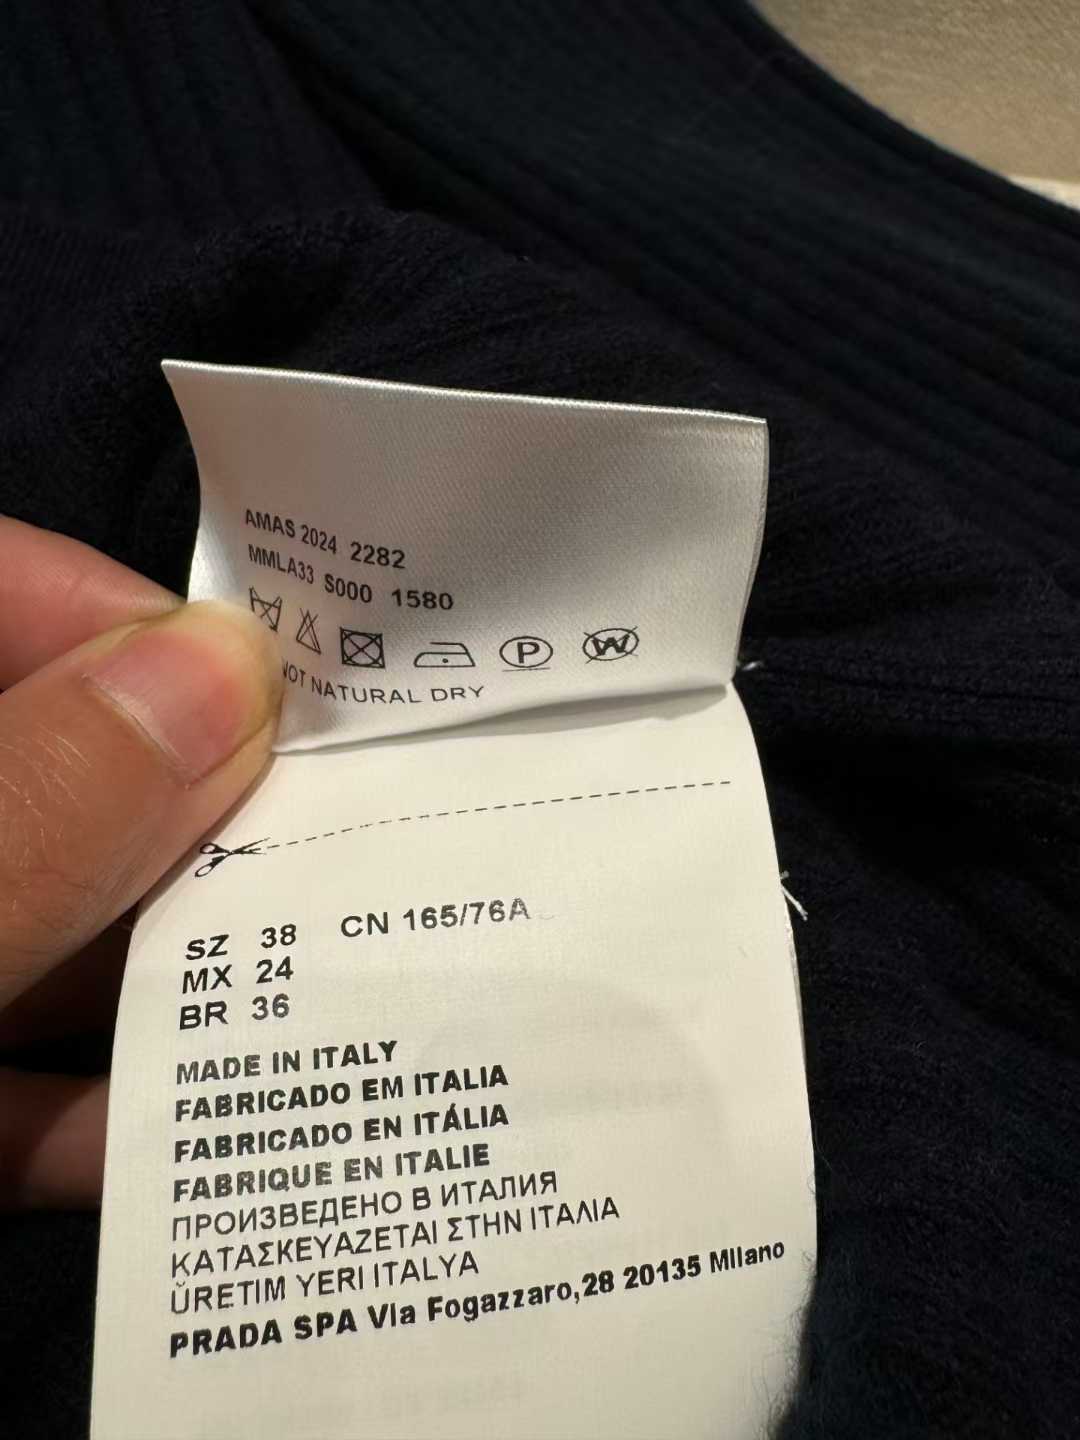 AMAS 2024 2282
MMLA33 S000 1580
P W
NOT NATURAL DRY
SZ 38 CN 165/76A
MX 24
BR 36
MADE IN ITALY
FABRICADO EM ITALIA
FABRICADO EN ITÁLIA
FABRIQUE EN ITALIE
ПРОИЗВЕДЕНО В ИТАЛИЯ
ΚΑΤΑΣΚΕΥΑΖΕΤΑΙ ΣΤΗΝ ΙΤΑΛΙΑ
ŬRETIM YERI ITALYA
PRADA SPA VIa Fogazzaro,28 20135 MIlano